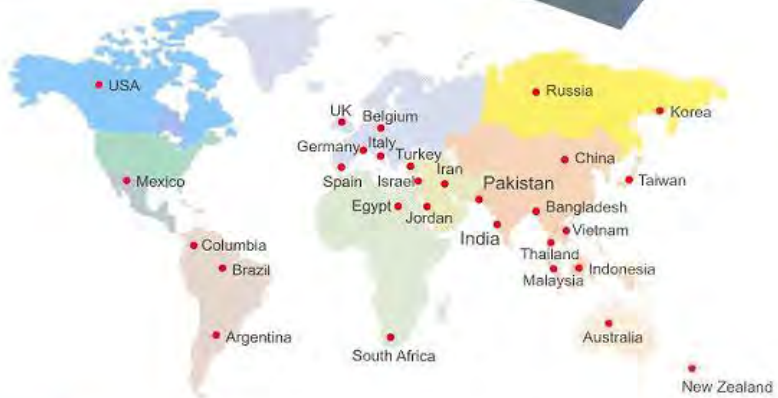 USA
Russia
Korea
UK
Belgium
Germany
Italy
Turkey
Iran
China
Mexico
Spain
Israel
Pakistan
Taiwan
Egypt
Jordan
Bangladesh
India
Vietnam
Columbia
Thailand
Brazil
Malaysia
Indonesia
Argentina
South Africa
Australia
New Zealand